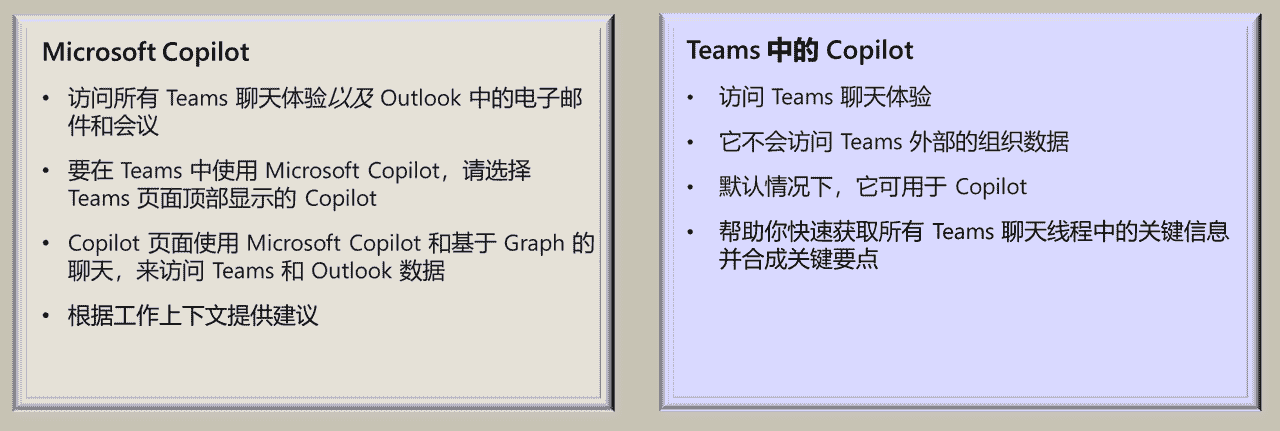 Microsoft Copilot
• 访问所有 Teams 聊天体验以及 Outlook 中的电子邮
件和会议
• 要在 Teams 中使用 Microsoft Copilot，请选择
Teams 页面顶部显示的 Copilot
• Copilot 页面使用 Microsoft Copilot 和基于 Graph 的
聊天，来访问 Teams 和 Outlook 数据
• 根据工作上下文提供建议
Teams 中的 Copilot
• 访问 Teams 聊天体验
• 它不会访问 Teams 外部的组织数据
• 默认情况下，它可用于 Copilot
• 帮助你快速获取所有 Teams 聊天线程中的关键信息
并合成关键要点